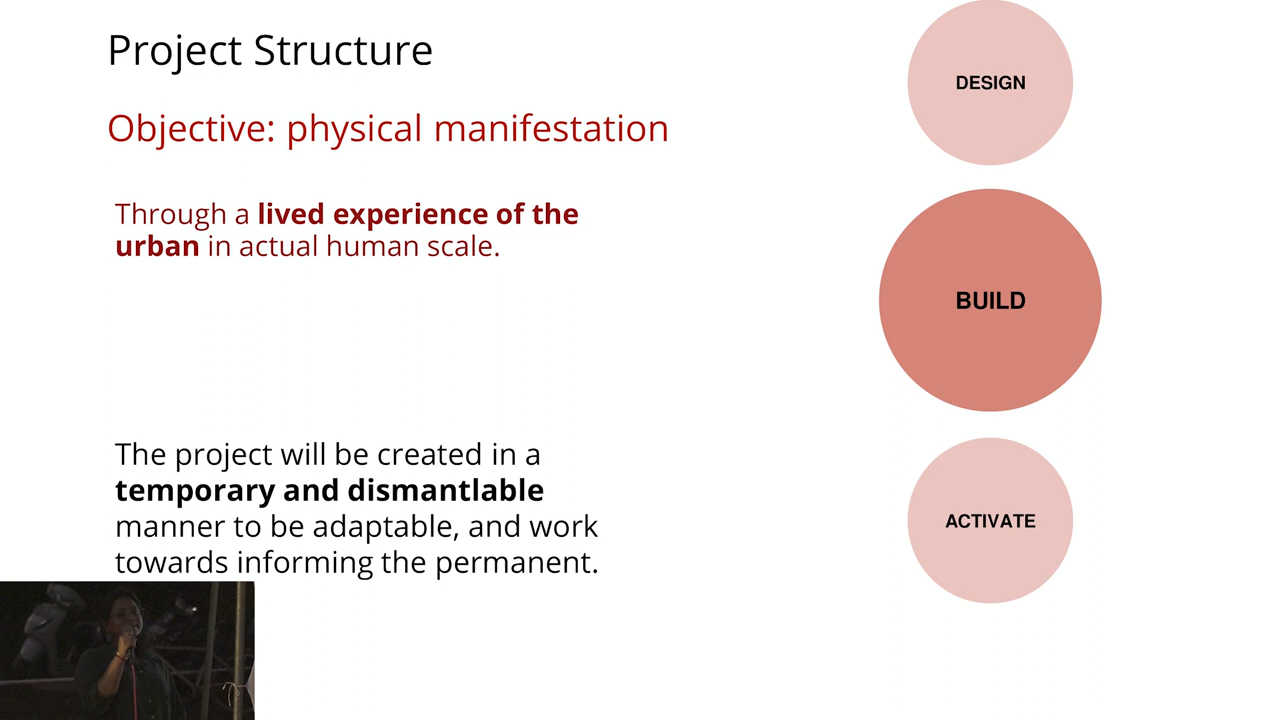 Project Structure
Objective: physical manifestation
Through a lived experience of the
urban in actual human scale.
The project will be created in a
temporary and dismantlable
manner to be adaptable, and work
towards informing the permanent.
DESIGN
BUILD
ACTIVATE